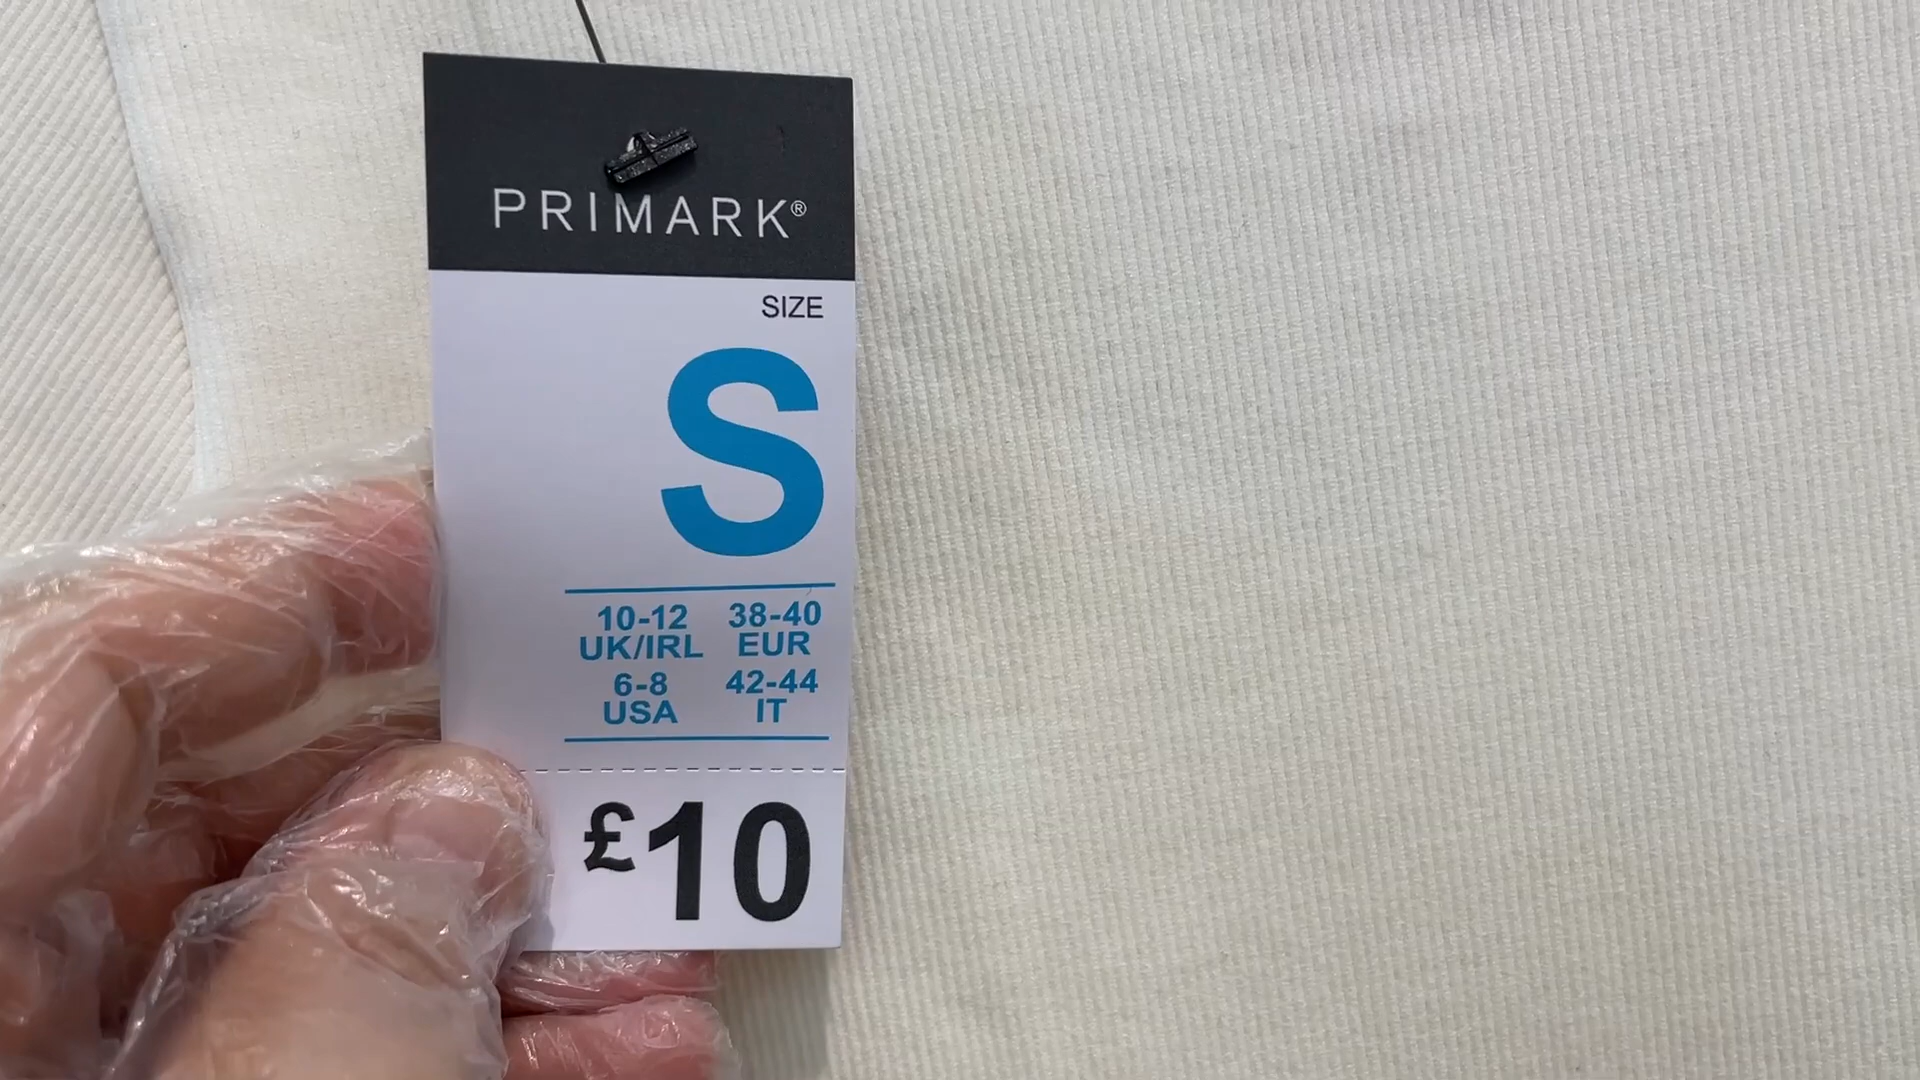 PRIMARK®
SIZE
S
10-12 38-40
UK/IRL EUR
6-8 42-44
USA IT
£10